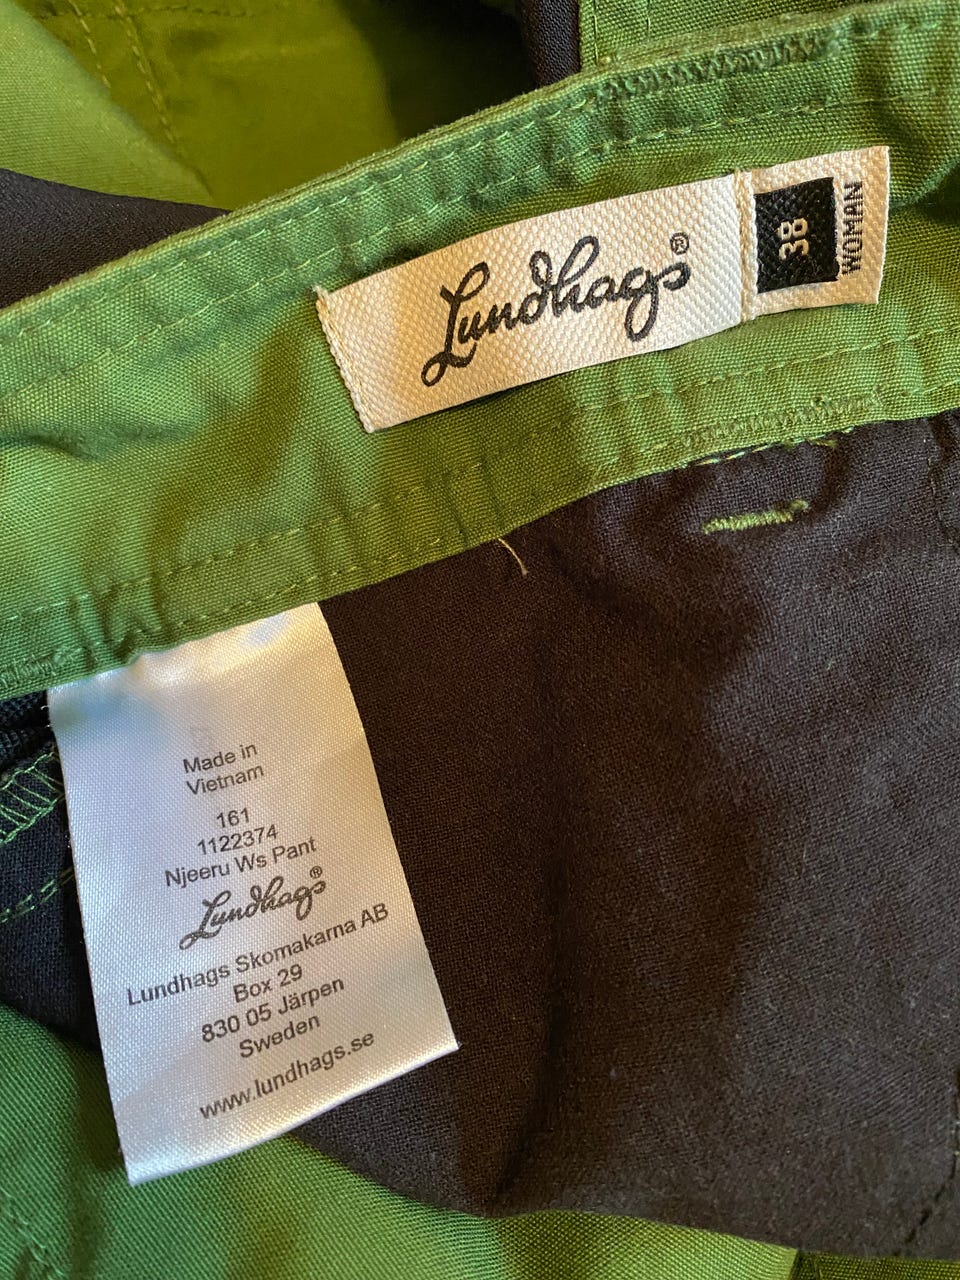 Lundhags®
38
WOMAN
Made in
Vietnam
161
1122374
Njeeru Ws Pant
Lundhags®
Lundhags Skomakarna AB
Box 29
830 05 Järpen
Sweden
www.lundhags.se